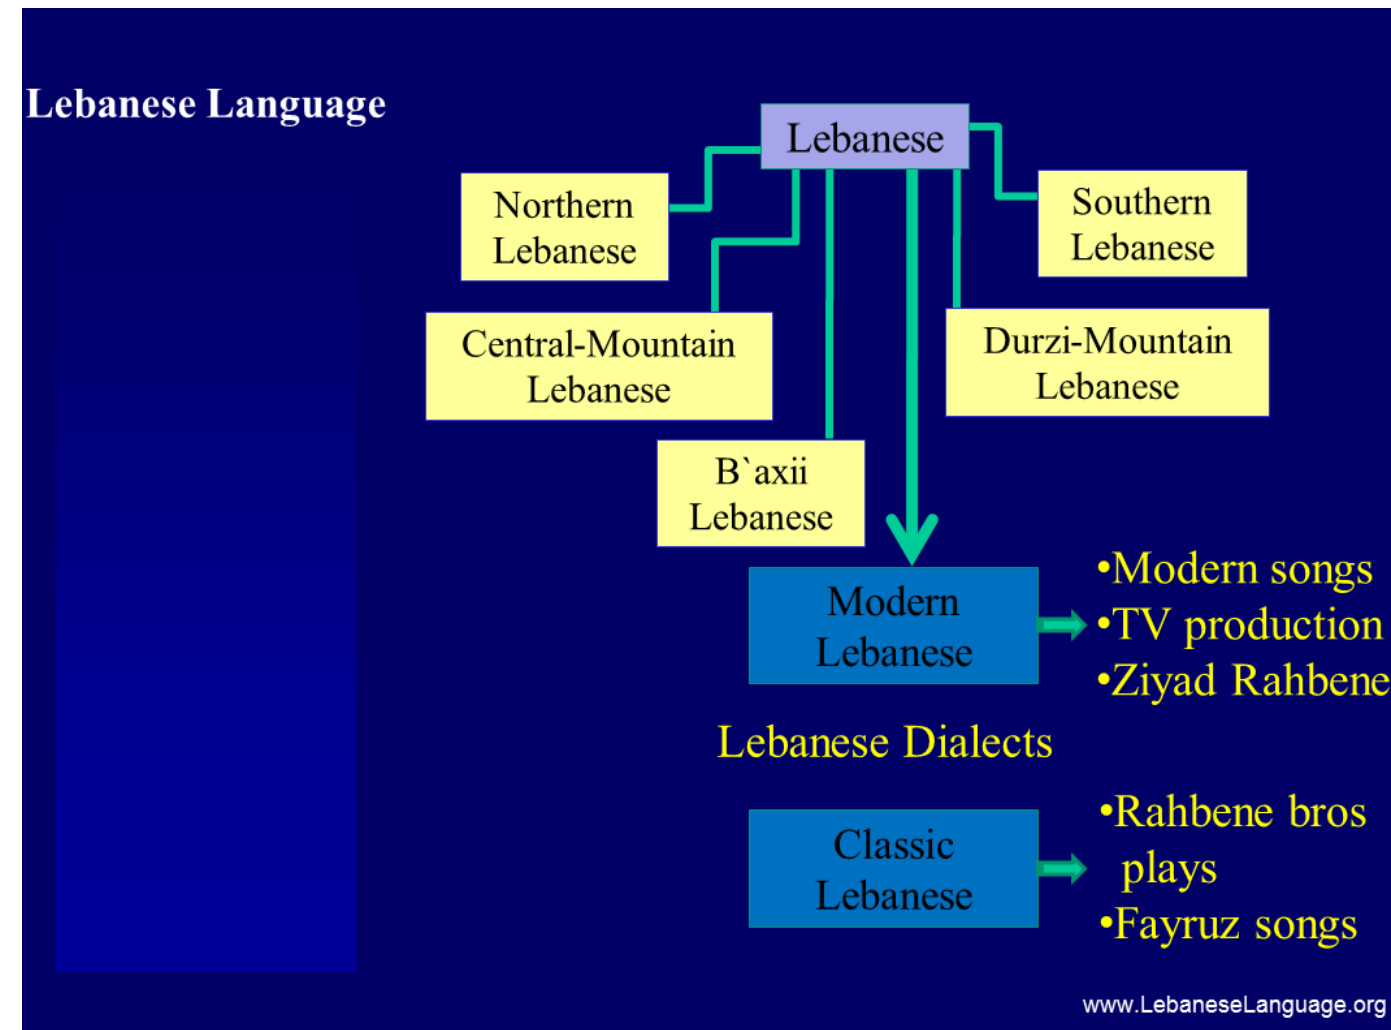 Lebanese Language
Lebanese
Northern
Lebanese
Southern
Lebanese
Central-Mountain
Lebanese
Durzi-Mountain
Lebanese
B`axii
Lebanese
Modern
Lebanese
•Modern songs
•TV production
•Ziyad Rahbene
Lebanese Dialects
Classic
Lebanese
•Rahbene bros
plays
•Fayruz songs
www.LebaneseLanguage.org